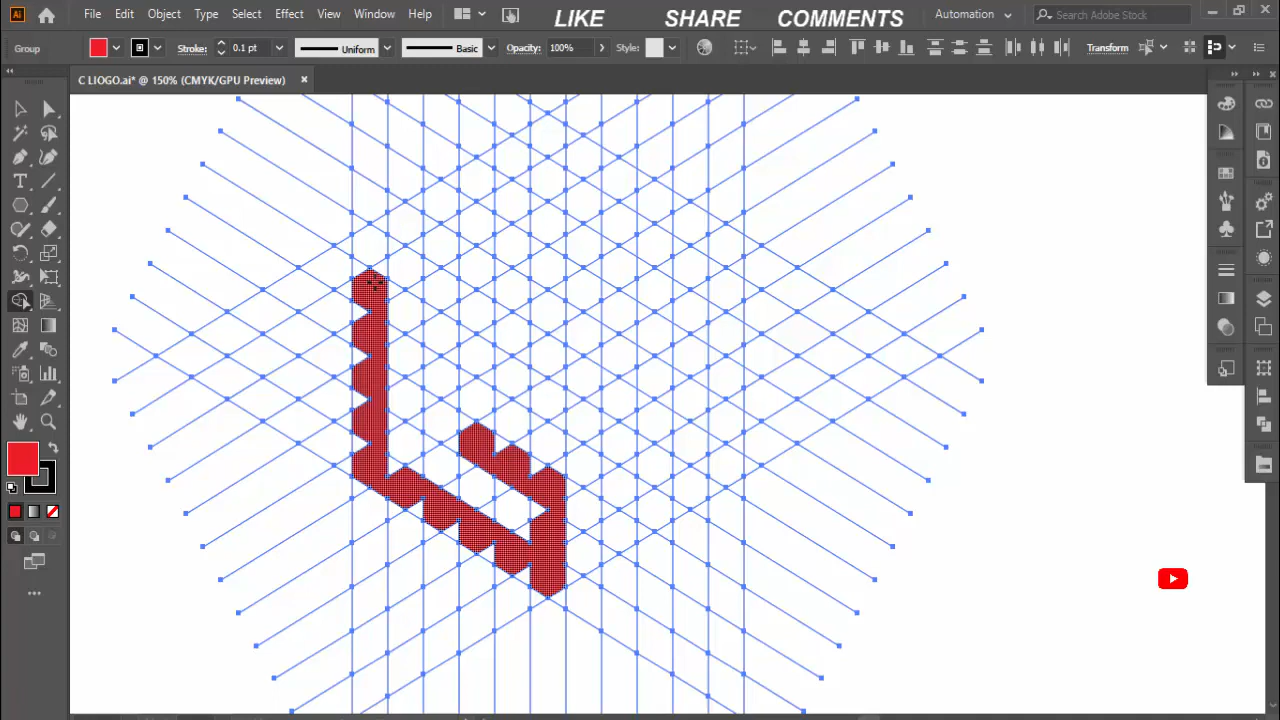 Ai File Edit Object Type Select Effect View Window Help LIKE SHARE COMMENTS Automation Search Adobe Stock
Group Stroke: 0.1 pt Uniform Basic Opacity: 100% Style: Transform
C LIOGO.ai* @ 150% (CMYK/GPU Preview)